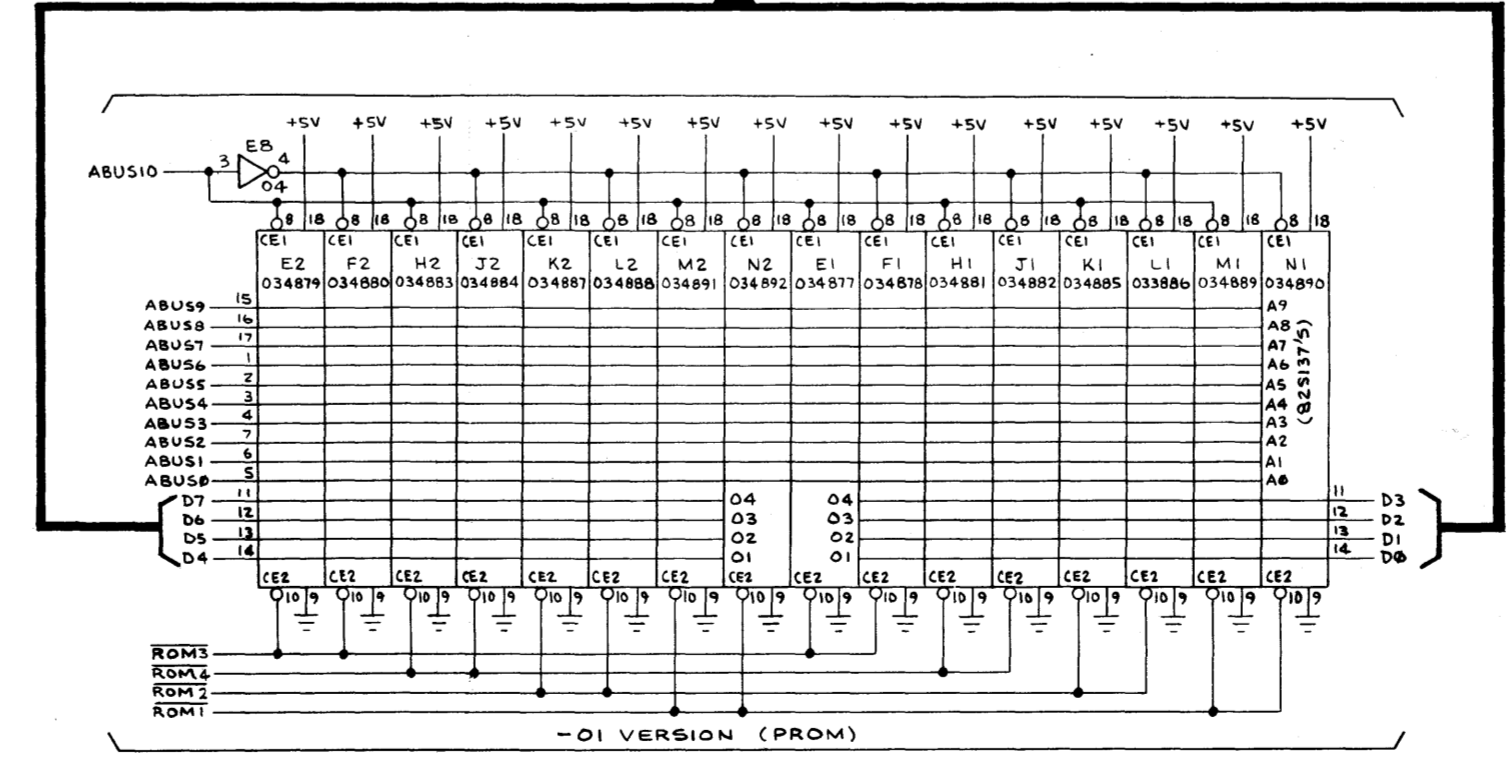 +5V +5V +5V +5V +5V +5V +5V +5V +5V +5V +5V +5V +5V +5V +5V +5V
E8
ABUS10 3 4
04
8 18 8 18 8 18 8 18 8 18 8 18 8 18 8 18 8 18 8 18 8 18 8 18 8 18 8 18 8 18 8 18
CE1 CE1 CE1 CE1 CE1 CE1 CE1 CE1 CE1 CE1 CE1 CE1 CE1 CE1 CE1 CE1
E2 F2 H2 J2 K2 L2 M2 N2 E1 F1 H1 J1 K1 L1 M1 N1
034879 034880 034883 034884 034887 034888 034891 034892 034877 034878 034881 034882 034885 033886 034889 034890
ABUS9 15 A9
ABUS8 16 A8
ABUS7 17 A7
ABUS6 1 A6
ABUS5 2 A5
ABUS4 3 A4
ABUS3 4 A3
ABUS2 7 A2
ABUS1 6 A1
ABUS0 5 A0
(82S137'S)
D7 11 04 04 11 D3
D6 12 03 03 12 D2
D5 13 02 02 13 D1
D4 14 01 01 14 D0
CE2 CE2 CE2 CE2 CE2 CE2 CE2 CE2 CE2 CE2 CE2 CE2 CE2 CE2 CE2 CE2
10 9 10 9 10 9 10 9 10 9 10 9 10 9 10 9 10 9 10 9 10 9 10 9 10 9 10 9 10 9 10 9
ROM3
ROM4
ROM2
ROM1
-01 VERSION (PROM)